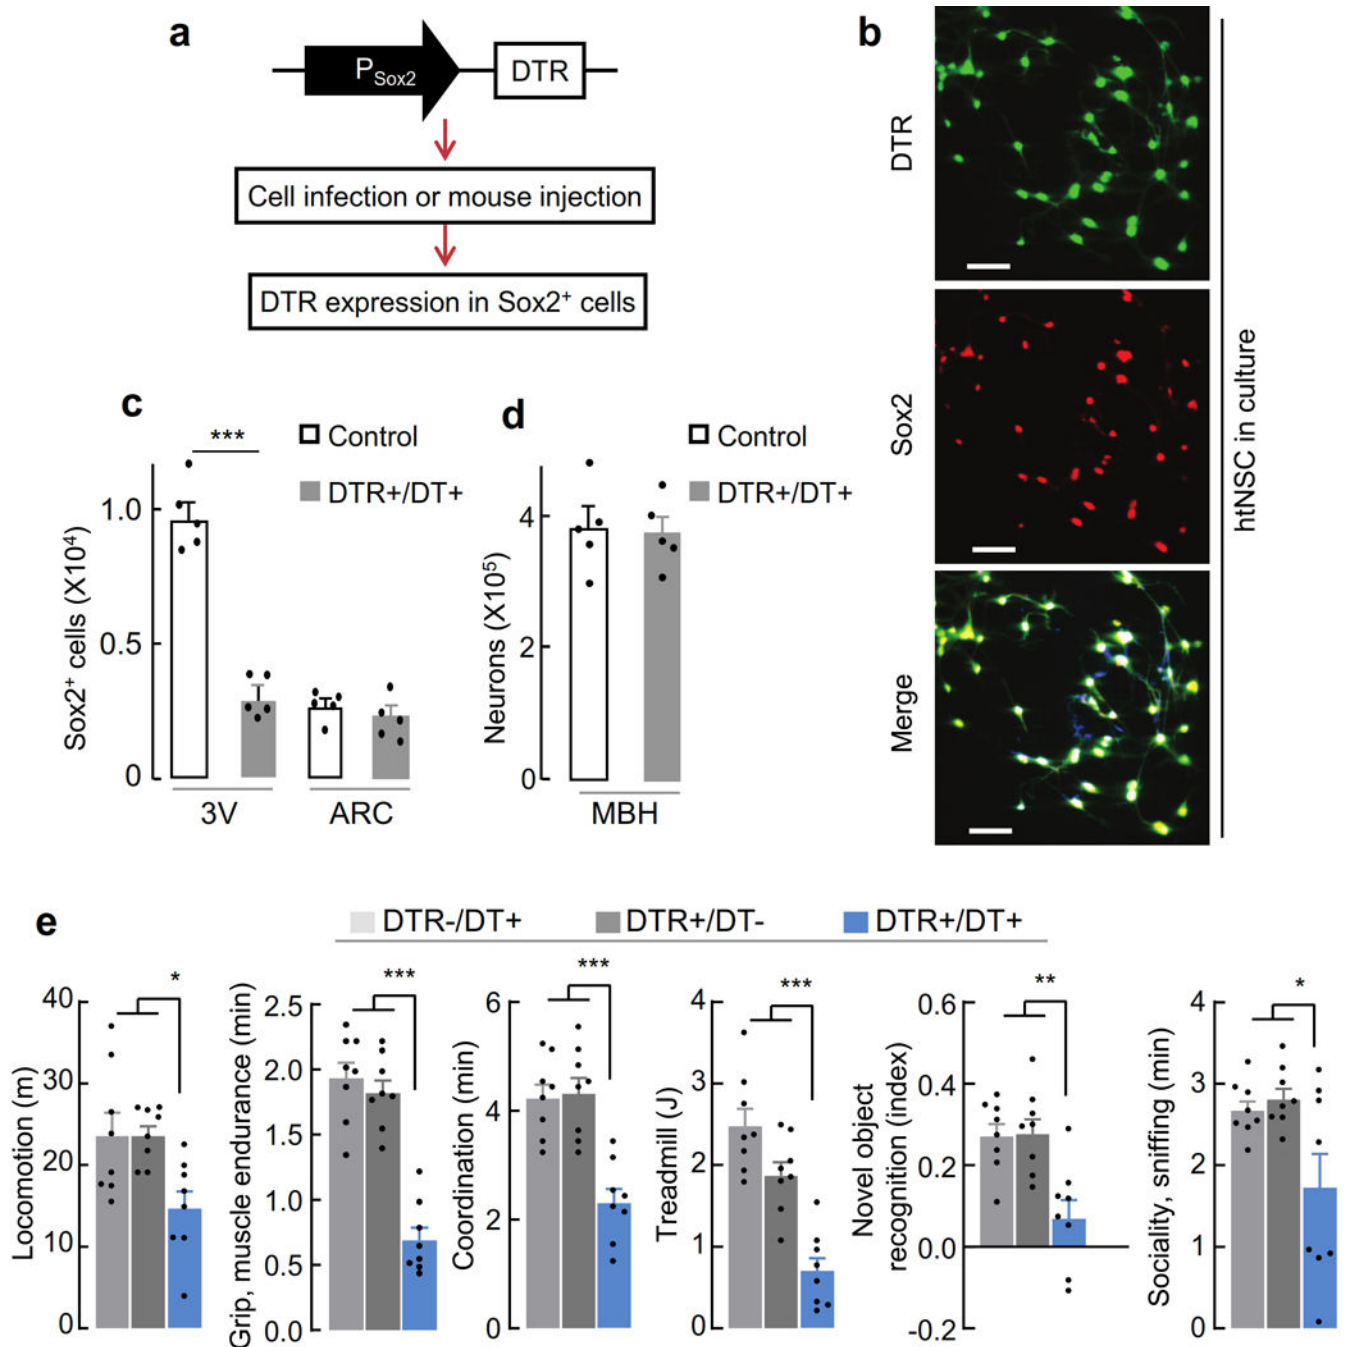 a
P_Sox2
DTR
Cell infection or mouse injection
DTR expression in Sox2⁺ cells
b
DTR
Sox2
Merge
htNSC in culture
c
***
Control
DTR+/DT+
Sox2⁺ cells (X10⁴)
1.0
0.5
0
3V
ARC
d
Control
DTR+/DT+
Neurons (X10⁵)
4
2
0
MBH
e
DTR-/DT+
DTR+/DT-
DTR+/DT+
Locomotion (m)
40
30
20
10
0
*
Grip, muscle endurance (min)
2.5
2.0
1.5
1.0
0.5
0.0
***
Coordination (min)
6
4
2
0
***
Treadmill (J)
4
3
2
1
0
***
Novel object
recognition (index)
0.6
0.4
0.2
0.0
-0.2
**
Sociality, sniffing (min)
4
3
2
1
0
*